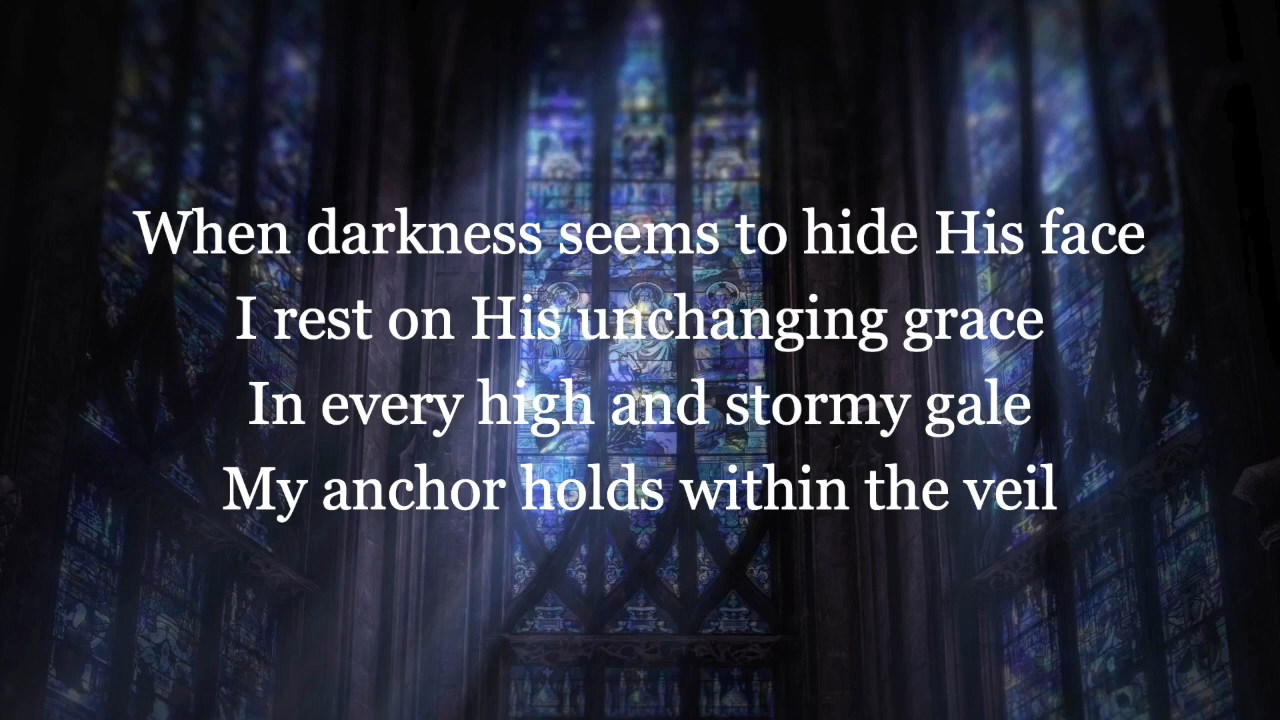 When darkness seems to hide His face
I rest on His unchanging grace
In every high and stormy gale
My anchor holds within the veil